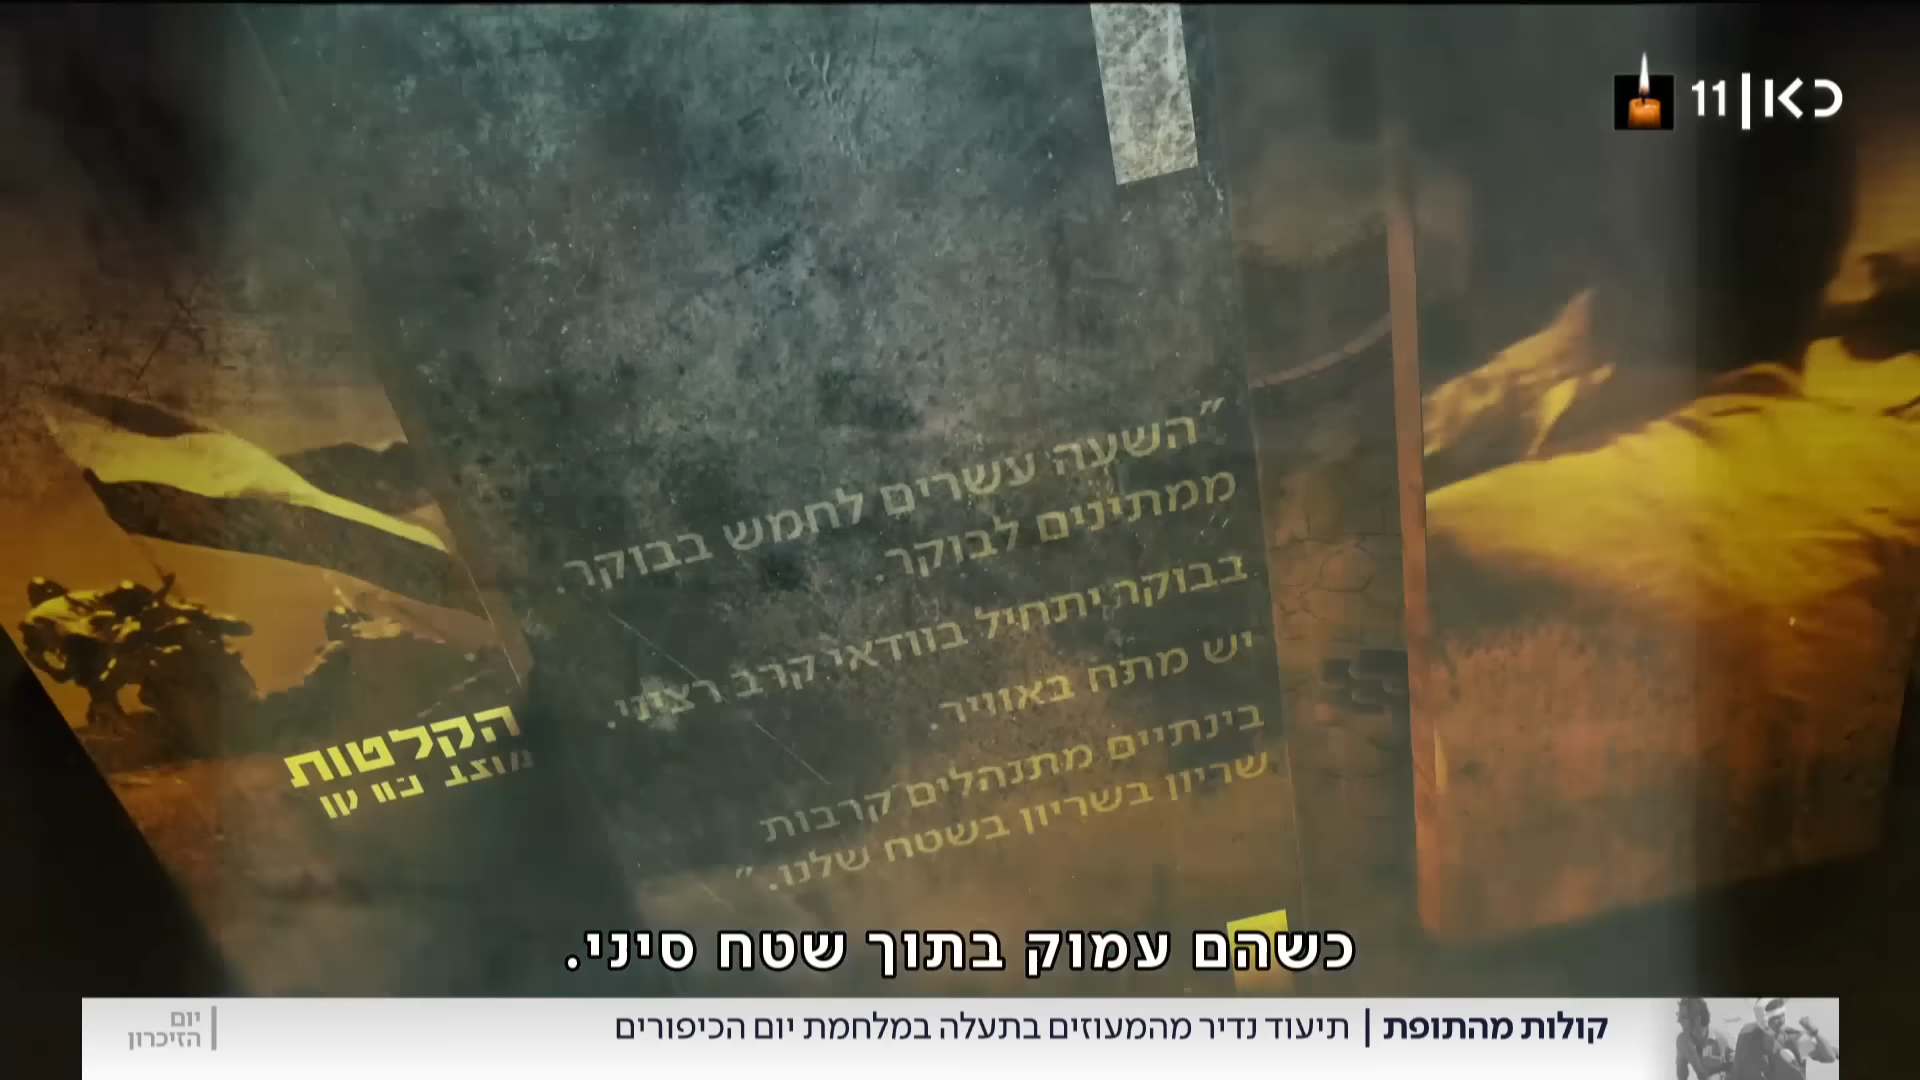 כאן 11
"השעה עשרים לחמש בבוקר.
ממתינים לבוקר.
בבוקר יתחיל בוודאי קרב רציני.
יש מתח באוויר.
בינתיים מתנהלים קרבות
שריון בשריון בשטח שלנו."
הקלטות
מוצב
כשהם עמוק בתוך שטח סיני.
קולות מהתופת | תיעוד נדיר מהמעוזים בתעלה במלחמת יום הכיפורים
יום
הזיכרון